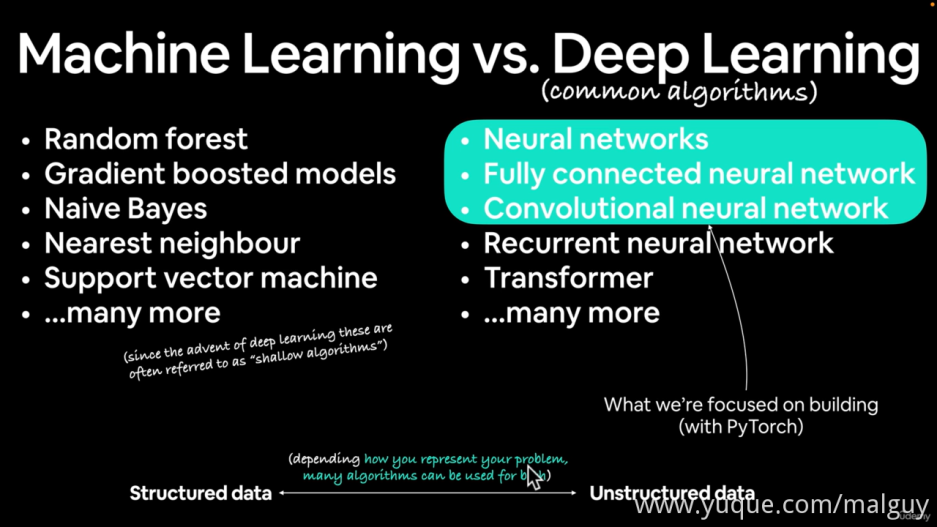 Machine Learning vs. Deep Learning
(common algorithms)
• Random forest
• Gradient boosted models
• Naive Bayes
• Nearest neighbour
• Support vector machine
• ...many more
(since the advent of deep learning these are
often referred to as "shallow algorithms")
• Neural networks
• Fully connected neural network
• Convolutional neural network
• Recurrent neural network
• Transformer
• ...many more
What we're focused on building
(with PyTorch)
(depending how you represent your problem,
many algorithms can be used for both)
Structured data
Unstructured data
www.yuque.com/malguy
Udemy